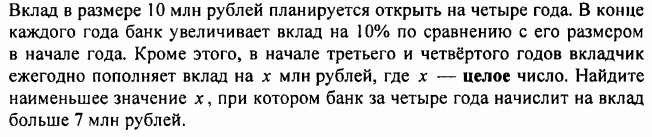 Вклад в размере 10 млн рублей планируется открыть на четыре года. В конце
каждого года банк увеличивает вклад на 10% по сравнению с его размером
в начале года. Кроме этого, в начале третьего и четвёртого годов вкладчик
ежегодно пополняет вклад на x млн рублей, где x — целое число. Найдите
наименьшее значение x, при котором банк за четыре года начислит на вклад
больше 7 млн рублей.